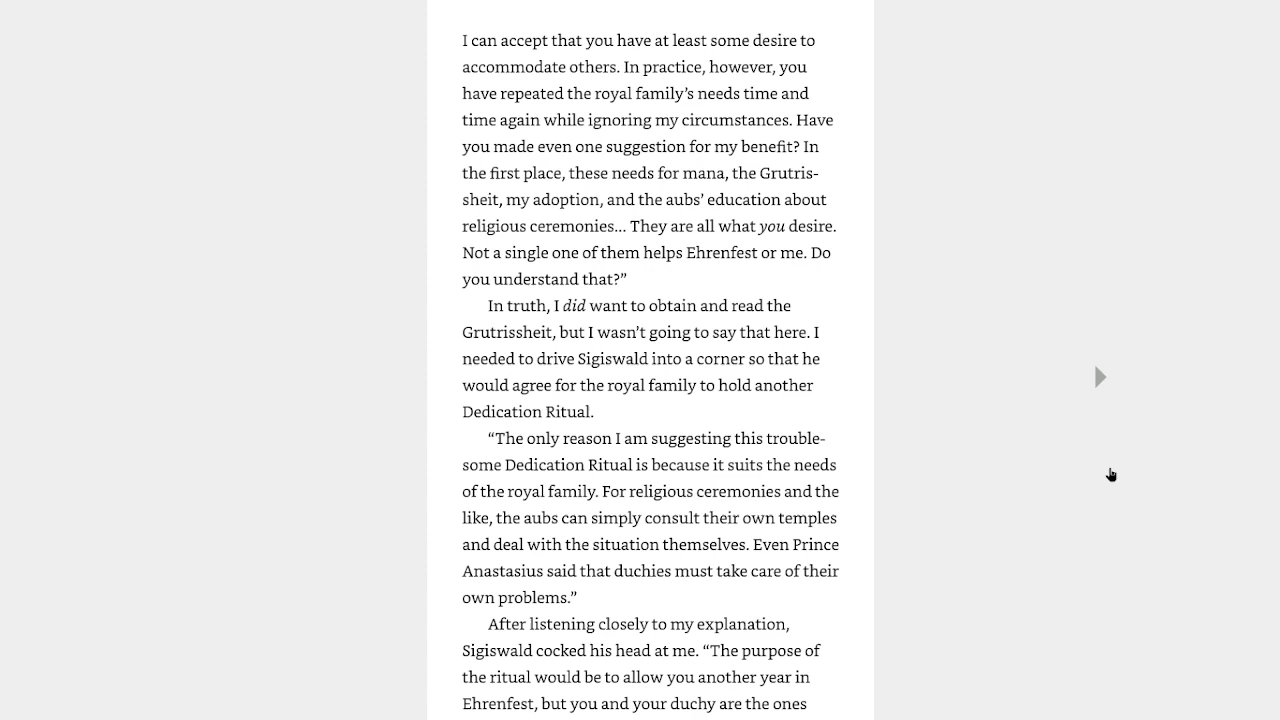 I can accept that you have at least some desire to
accommodate others. In practice, however, you
have repeated the royal family’s needs time and
time again while ignoring my circumstances. Have
you made even one suggestion for my benefit? In
the first place, these needs for mana, the Grutris-
sheit, my adoption, and the aubs’ education about
religious ceremonies... They are all what you desire.
Not a single one of them helps Ehrenfest or me. Do
you understand that?”
In truth, I did want to obtain and read the
Grutrissheit, but I wasn’t going to say that here. I
needed to drive Sigiswald into a corner so that he
would agree for the royal family to hold another
Dedication Ritual.
“The only reason I am suggesting this trouble-
some Dedication Ritual is because it suits the needs
of the royal family. For religious ceremonies and the
like, the aubs can simply consult their own temples
and deal with the situation themselves. Even Prince
Anastasius said that duchies must take care of their
own problems.”
After listening closely to my explanation,
Sigiswald cocked his head at me. “The purpose of
the ritual would be to allow you another year in
Ehrenfest, but you and your duchy are the ones